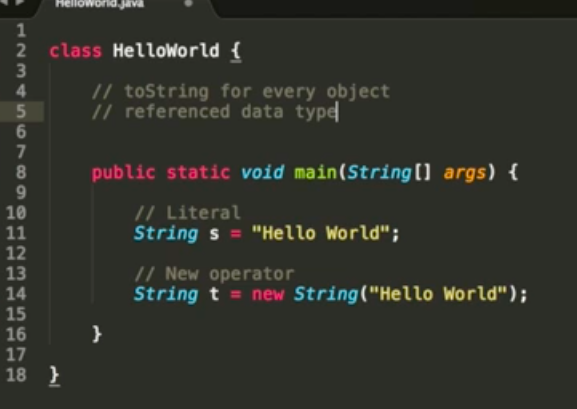 HelloWorld.java
1
2 class HelloWorld {
3
4 // toString for every object
5 // referenced data type
6
7
8 public static void main(String[] args) {
9
10 // Literal
11 String s = "Hello World";
12
13 // New operator
14 String t = new String("Hello World");
15
16 }
17
18 }